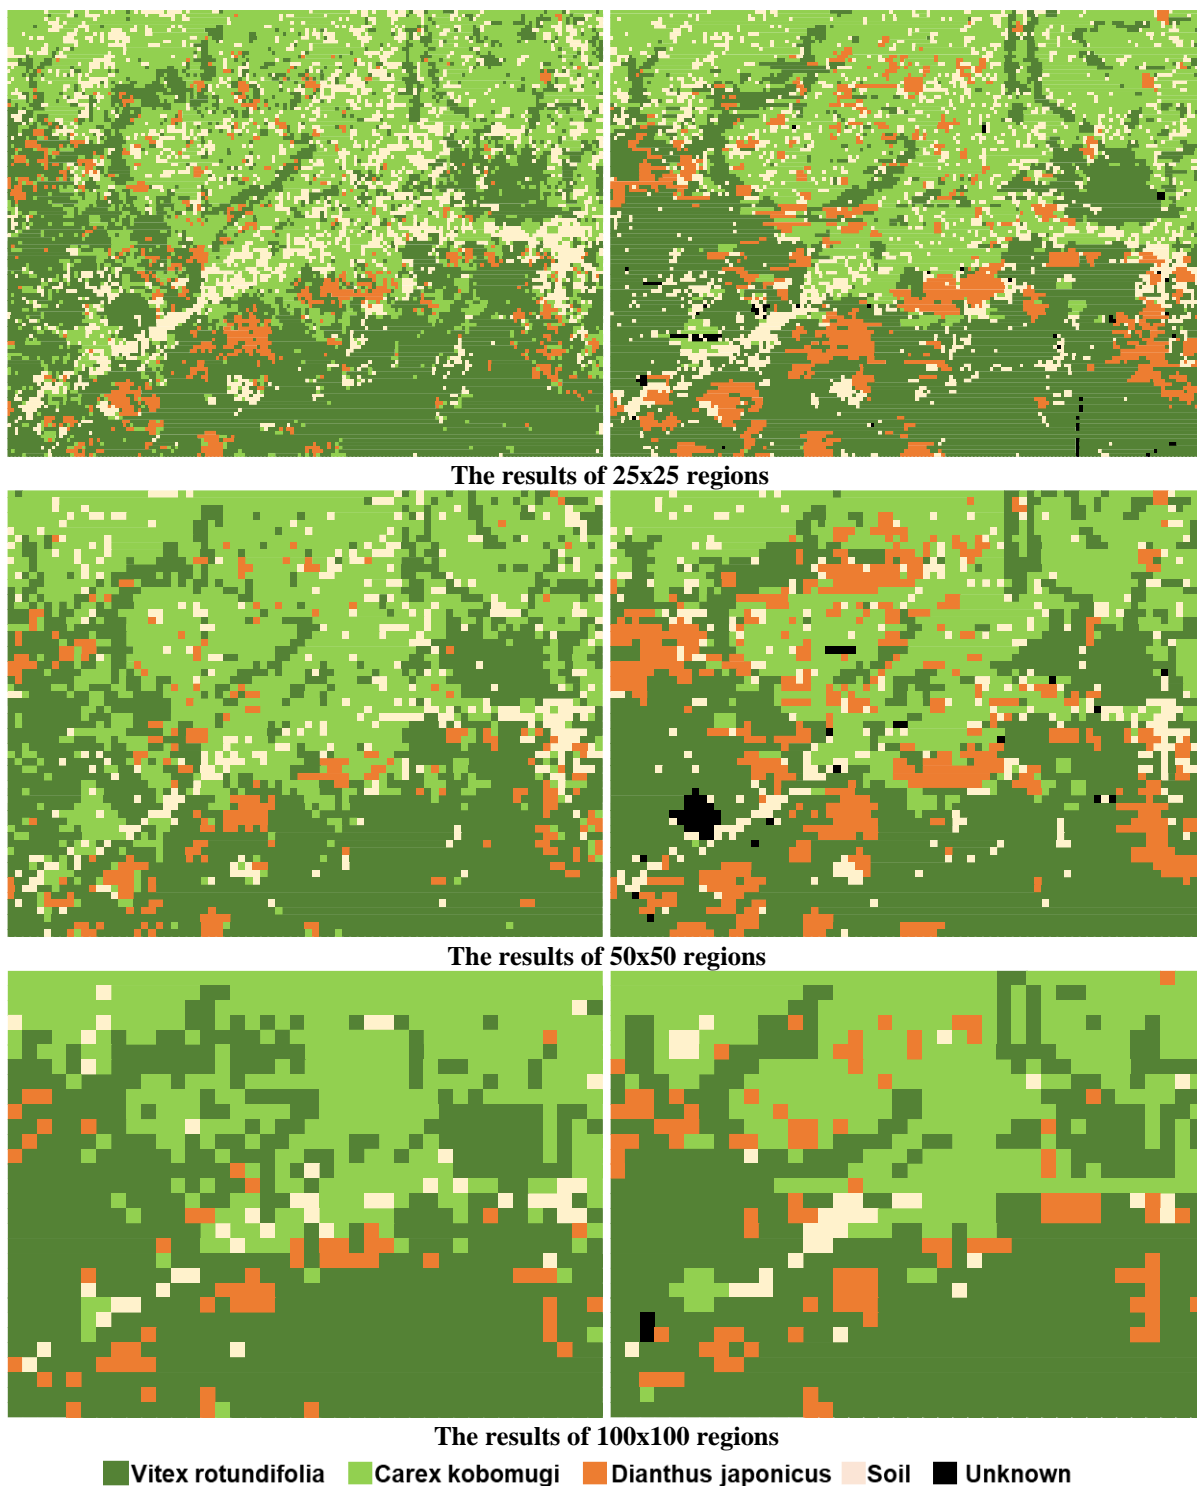 The results of 25x25 regions
The results of 50x50 regions
The results of 100x100 regions
Vitex rotundifolia Carex kobomugi Dianthus japonicus Soil Unknown